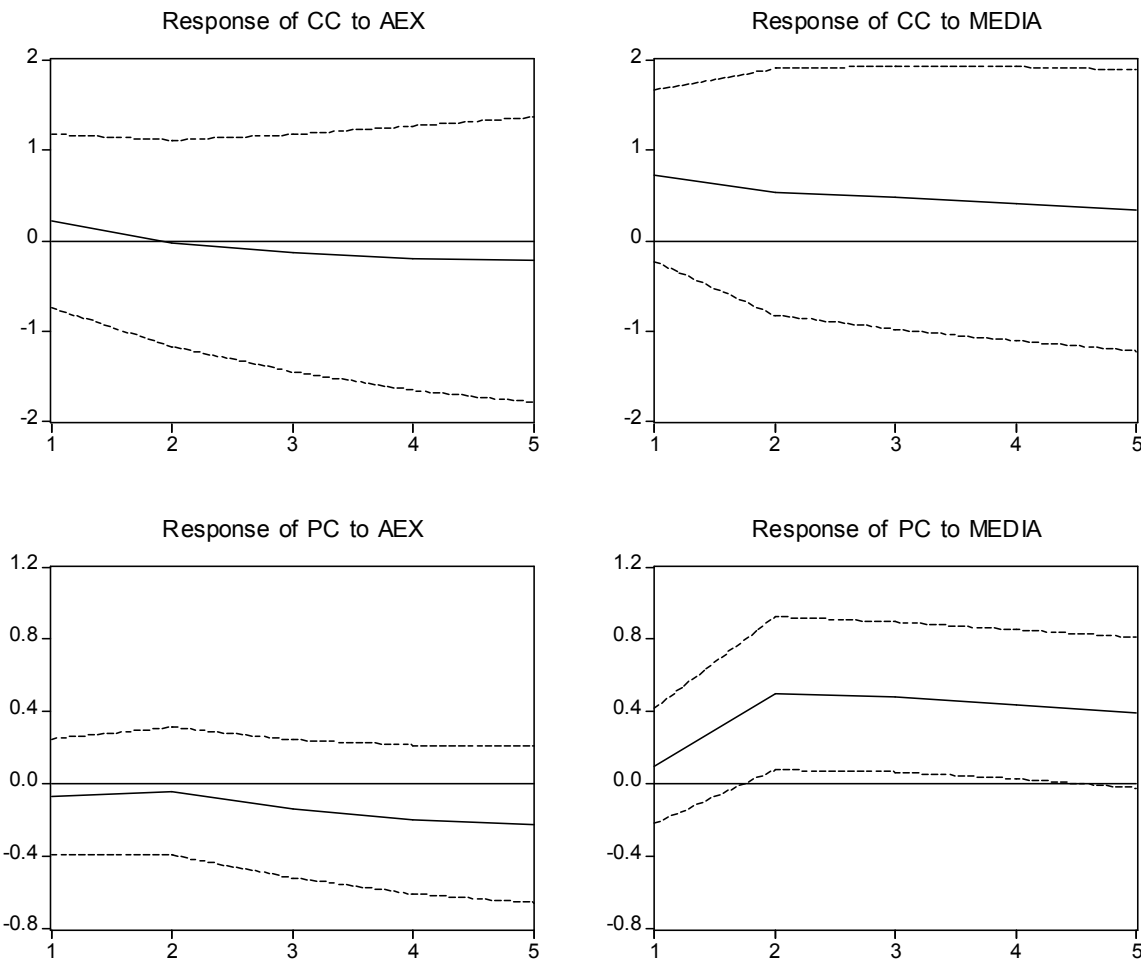 Response of CC to AEX
2
1
0
-1
-2
1 2 3 4 5
Response of CC to MEDIA
2
1
0
-1
-2
1 2 3 4 5
Response of PC to AEX
1.2
0.8
0.4
0.0
-0.4
-0.8
1 2 3 4 5
Response of PC to MEDIA
1.2
0.8
0.4
0.0
-0.4
-0.8
1 2 3 4 5